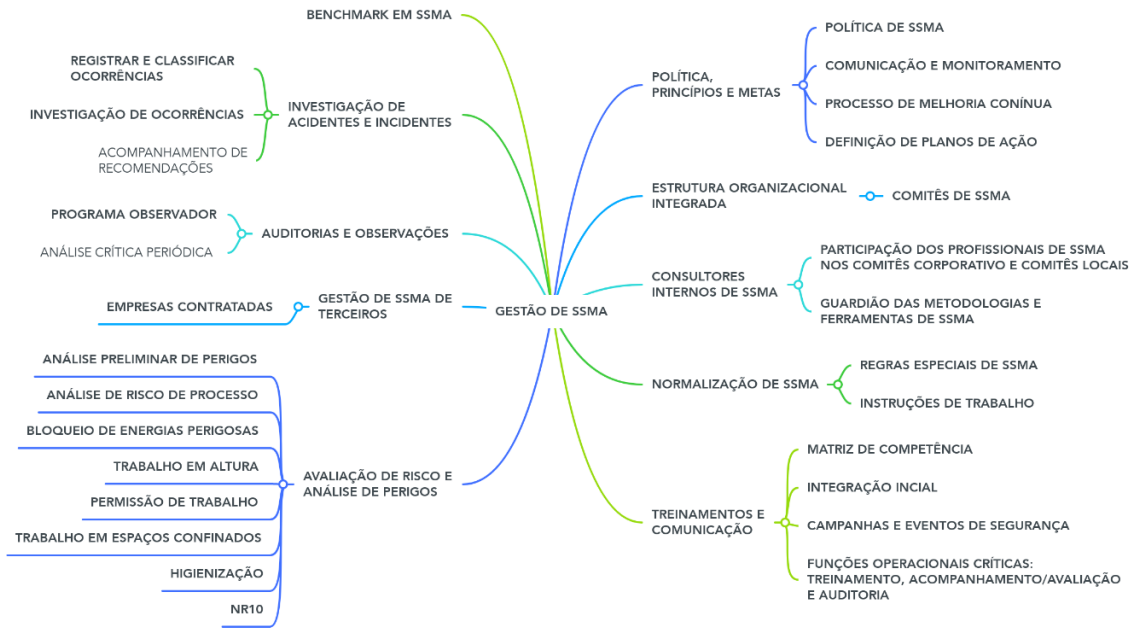 GESTÃO DE SSMA
BENCHMARK EM SSMA
INVESTIGAÇÃO DE
ACIDENTES E INCIDENTES
REGISTRAR E CLASSIFICAR
OCORRÊNCIAS
INVESTIGAÇÃO DE OCORRÊNCIAS
ACOMPANHAMENTO DE
RECOMENDAÇÕES
AUDITORIAS E OBSERVAÇÕES
PROGRAMA OBSERVADOR
ANÁLISE CRÍTICA PERIÓDICA
GESTÃO DE SSMA DE
TERCEIROS
EMPRESAS CONTRATADAS
AVALIAÇÃO DE RISCO E
ANÁLISE DE PERIGOS
ANÁLISE PRELIMINAR DE PERIGOS
ANÁLISE DE RISCO DE PROCESSO
BLOQUEIO DE ENERGIAS PERIGOSAS
TRABALHO EM ALTURA
PERMISSÃO DE TRABALHO
TRABALHO EM ESPAÇOS CONFINADOS
HIGIENIZAÇÃO
NR10
POLÍTICA,
PRINCÍPIOS E METAS
POLÍTICA DE SSMA
COMUNICAÇÃO E MONITORAMENTO
PROCESSO DE MELHORIA CONÍNUA
DEFINIÇÃO DE PLANOS DE AÇÃO
ESTRUTURA ORGANIZACIONAL
INTEGRADA
COMITÊS DE SSMA
CONSULTORES
INTERNOS DE SSMA
PARTICIPAÇÃO DOS PROFISSIONAIS DE SSMA
NOS COMITÊS CORPORATIVO E COMITÊS LOCAIS
GUARDIÃO DAS METODOLOGIAS E
FERRAMENTAS DE SSMA
NORMALIZAÇÃO DE SSMA
REGRAS ESPECIAIS DE SSMA
INSTRUÇÕES DE TRABALHO
TREINAMENTOS E
COMUNICAÇÃO
MATRIZ DE COMPETÊNCIA
INTEGRAÇÃO INCIAL
CAMPANHAS E EVENTOS DE SEGURANÇA
FUNÇÕES OPERACIONAIS CRÍTICAS:
TREINAMENTO, ACOMPANHAMENTO/AVALIAÇÃO
E AUDITORIA